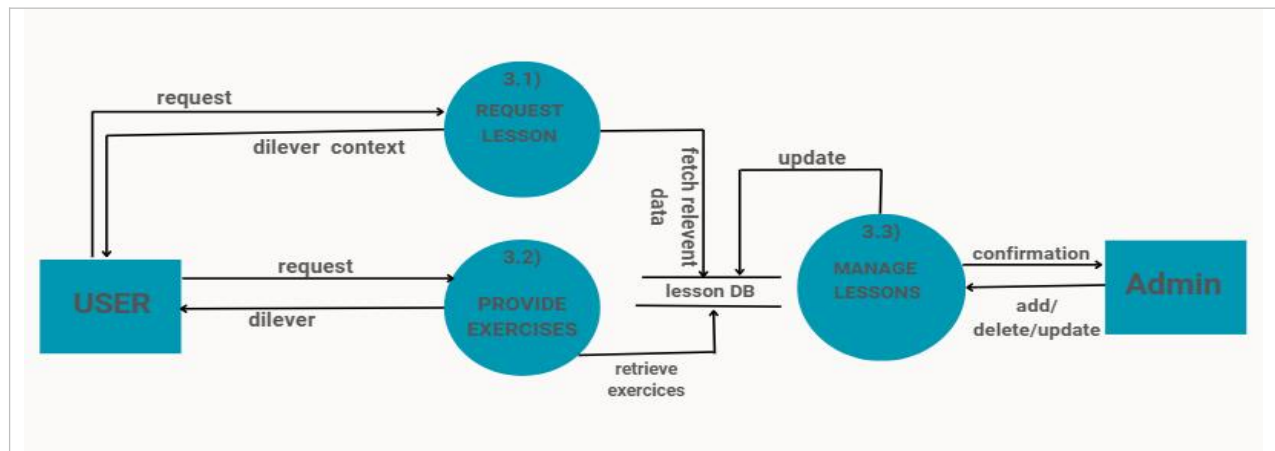 3.1)
REQUEST
LESSON
request
dilever context
fetch relevent
data
update
3.2)
PROVIDE
EXERCISES
request
dilever
USER
lesson DB
retrieve
exercices
3.3)
MANAGE
LESSONS
confirmation
add/
delete/update
Admin